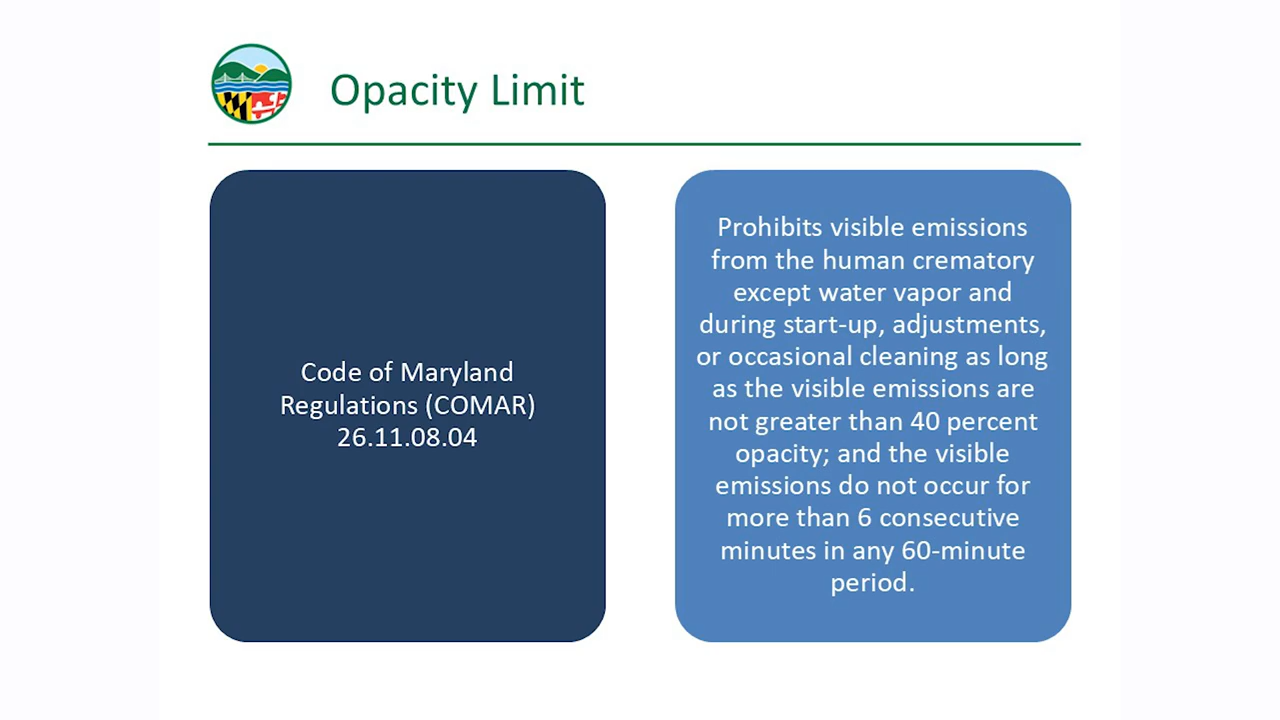 Opacity Limit
Code of Maryland
Regulations (COMAR)
26.11.08.04
Prohibits visible emissions
from the human crematory
except water vapor and
during start-up, adjustments,
or occasional cleaning as long
as the visible emissions are
not greater than 40 percent
opacity; and the visible
emissions do not occur for
more than 6 consecutive
minutes in any 60-minute
period.